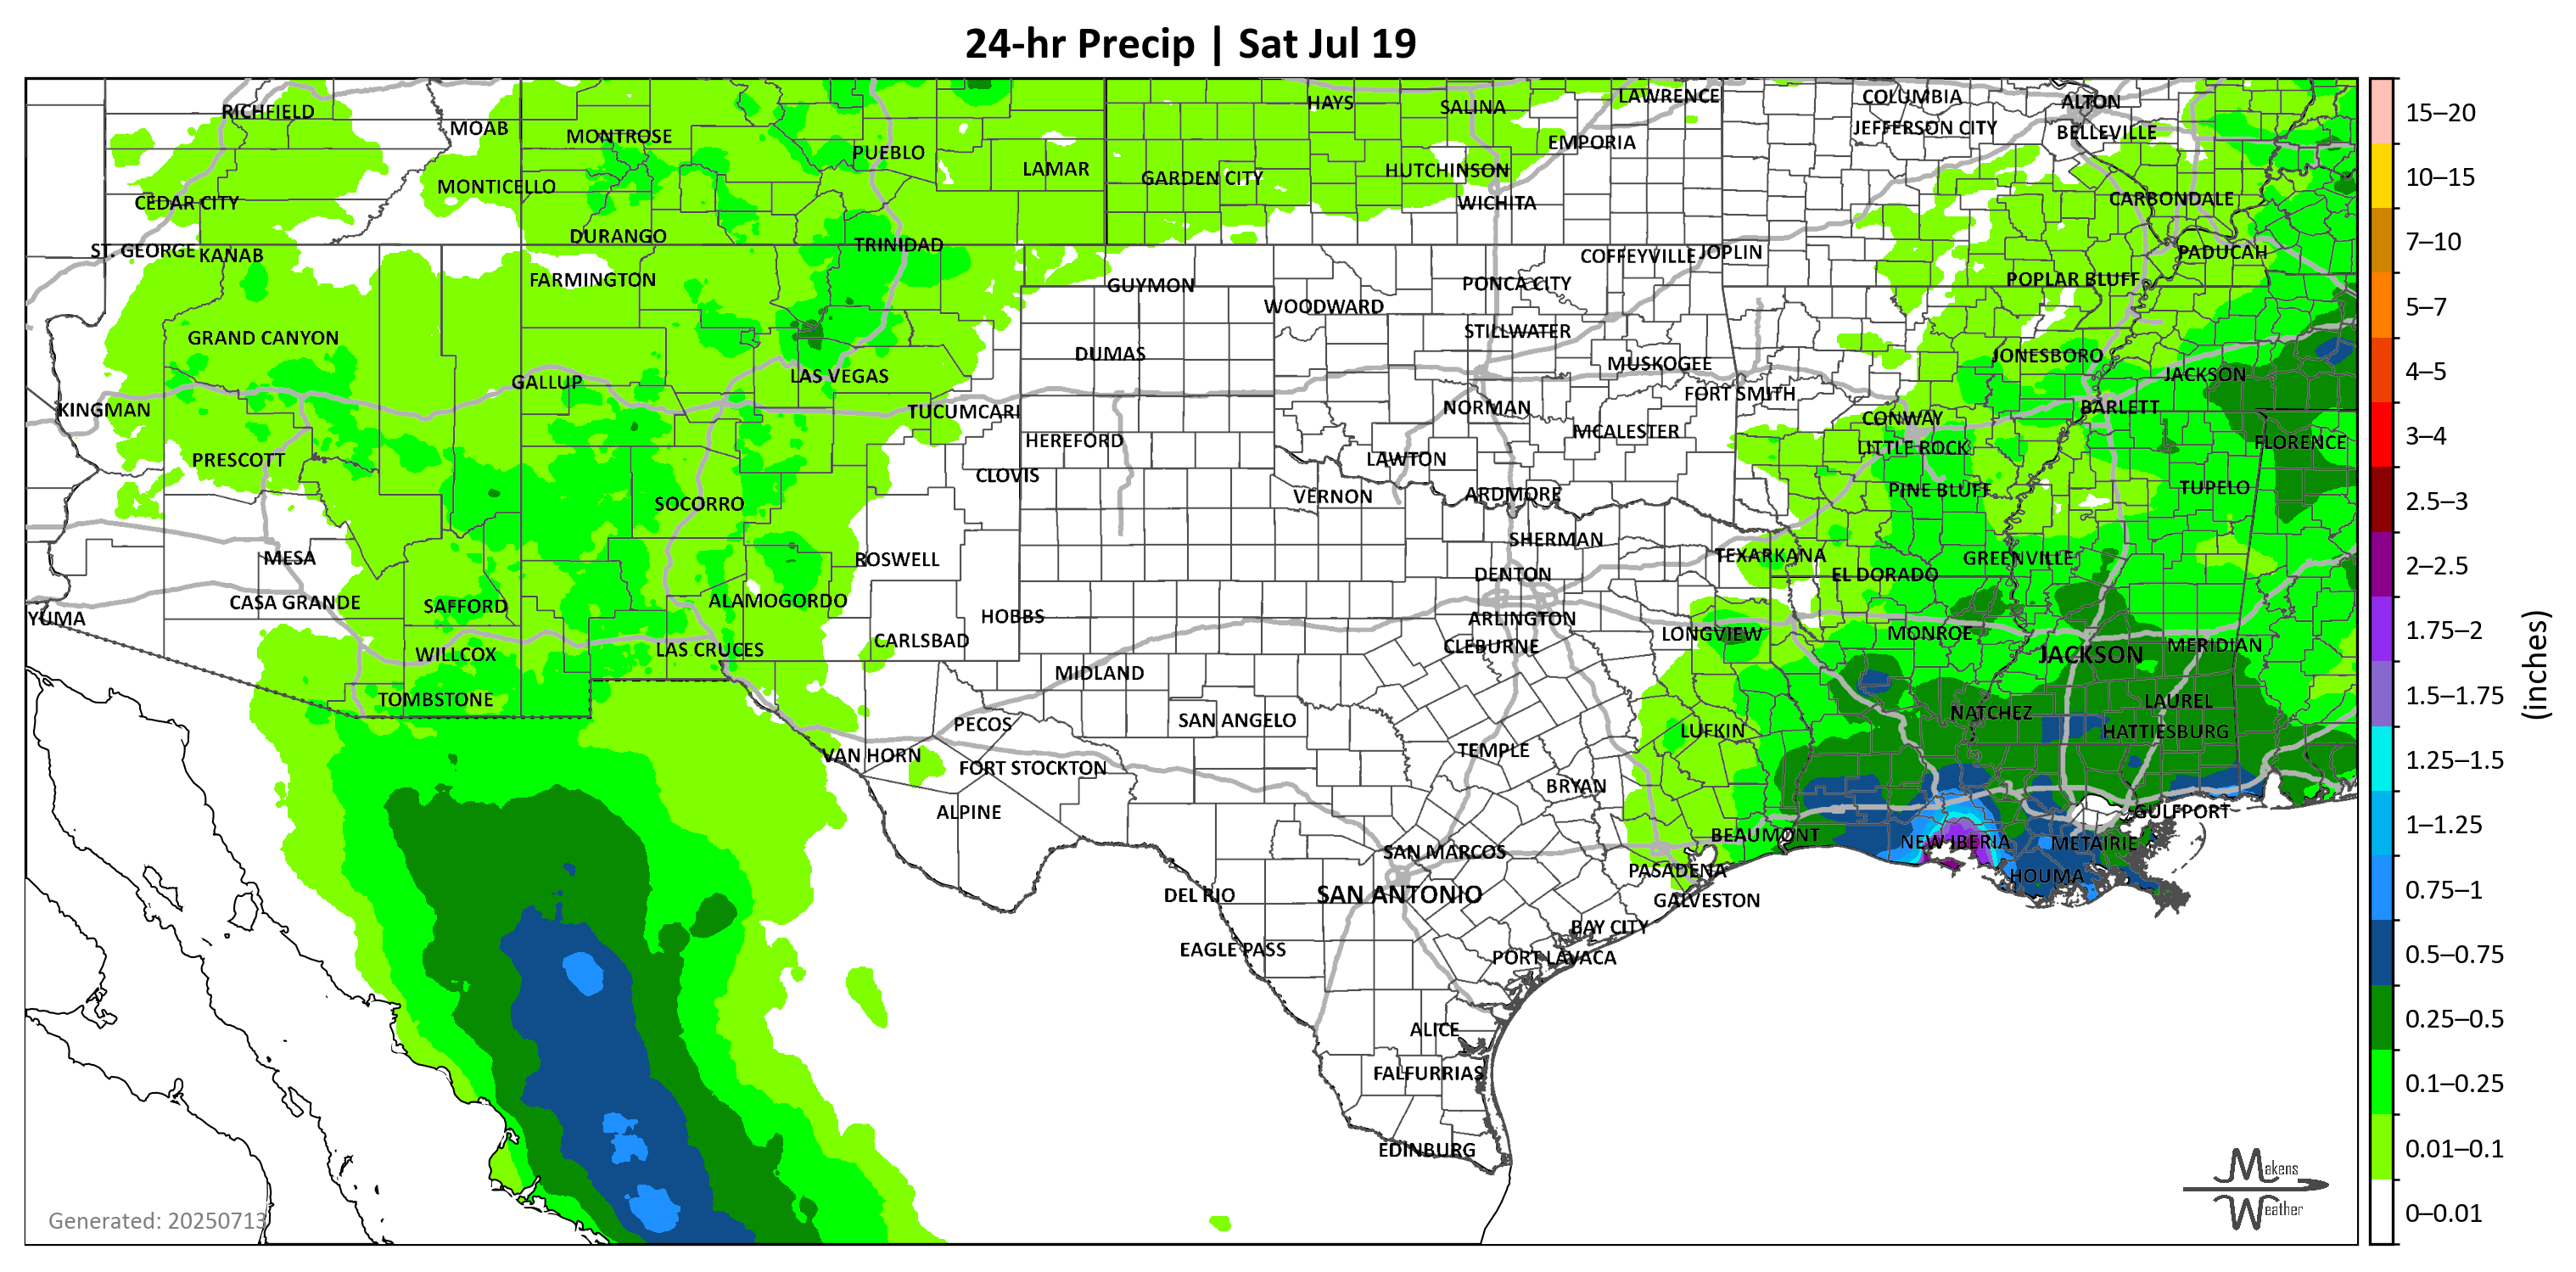 24-hr Precip | Sat Jul 19
HAYS
LAWRENCE
COLUMBIA
ALTON
RICHFIELD
SALINA
MOAB
MONTROSE
JEFFERSON CITY
BELLEVILLE
PUEBLO
EMPORIA
LAMAR
HUTCHINSON
GARDEN CITY
MONTICELLO
CEDAR CITY
WICHITA
CARBONDALE
DURANGO
TRINIDAD
ST. GEORGE
KANAB
COFFEYVILLE
JOPLIN
PADUCAH
FARMINGTON
GUYMON
PONCA CITY
POPLAR BLUFF
WOODWARD
GRAND CANYON
STILLWATER
DUMAS
JONESBORO
MUSKOGEE
GALLUP
LAS VEGAS
JACKSON
FORT SMITH
KINGMAN
TUCUMCARI
NORMAN
BARLETT
CONWAY
HEREFORD
MCALESTER
FLORENCE
PRESCOTT
LAWTON
LITTLE ROCK
CLOVIS
VERNON
ARDMORE
PINE BLUFF
TUPELO
SOCORRO
SHERMAN
MESA
ROSWELL
TEXARKANA
GREENVILLE
DENTON
EL DORADO
CASA GRANDE
SAFFORD
ALAMOGORDO
YUMA
HOBBS
ARLINGTON
WILLCOX
LAS CRUCES
CARLSBAD
CLEBURNE
LONGVIEW
MONROE
JACKSON
MERIDIAN
MIDLAND
TOMBSTONE
PECOS
SAN ANGELO
NATCHEZ
LAUREL
LUFKIN
HATTIESBURG
VAN HORN
FORT STOCKTON
TEMPLE
BRYAN
ALPINE
GULFPORT
BEAUMONT
NEW IBERIA
METAIRIE
SAN MARCOS
PASADENA
HOUMA
DEL RIO
SAN ANTONIO
GALVESTON
BAY CITY
EAGLE PASS
PORT LAVACA
ALICE
FALFURRIAS
EDINBURG
Makens
Weather
Generated: 20250713
15–20
10–15
7–10
5–7
4–5
3–4
2.5–3
2–2.5
1.75–2
1.5–1.75
1.25–1.5
1–1.25
0.75–1
0.5–0.75
0.25–0.5
0.1–0.25
0.01–0.1
0–0.01
(inches)